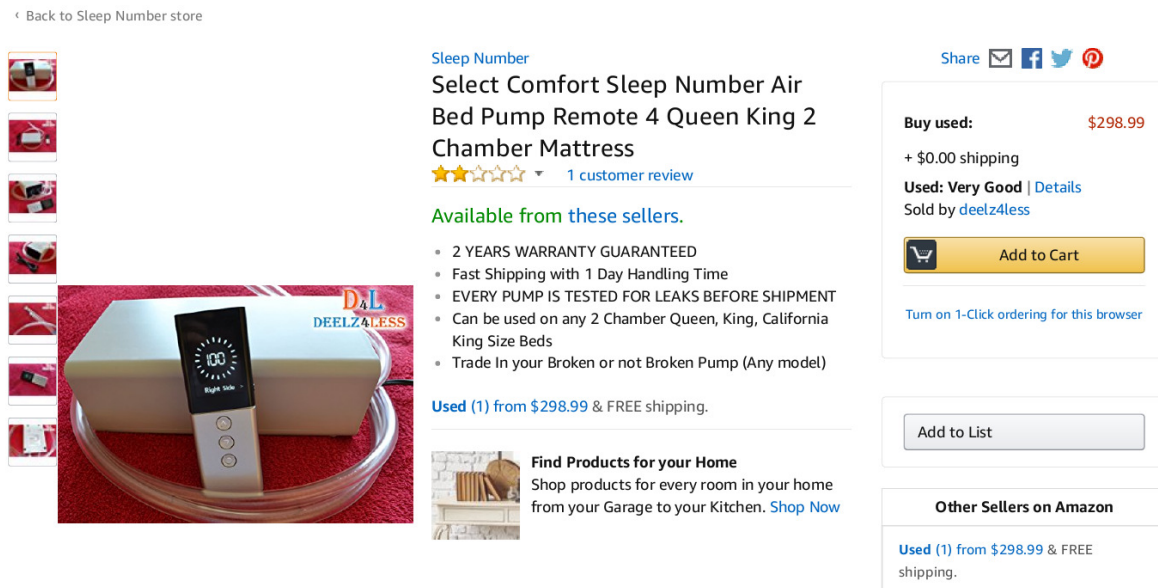 ‹ Back to Sleep Number store
Sleep Number
Select Comfort Sleep Number Air
Bed Pump Remote 4 Queen King 2
Chamber Mattress
1 customer review
Available from these sellers.
• 2 YEARS WARRANTY GUARANTEED
• Fast Shipping with 1 Day Handling Time
• EVERY PUMP IS TESTED FOR LEAKS BEFORE SHIPMENT
• Can be used on any 2 Chamber Queen, King, California
King Size Beds
• Trade In your Broken or not Broken Pump (Any model)
Used (1) from $298.99 & FREE shipping.
Find Products for your Home
Shop products for every room in your home
from your Garage to your Kitchen. Shop Now
D4L
DEELZ4LESS
100
Right Side
Share
Buy used:
$298.99
+ $0.00 shipping
Used: Very Good | Details
Sold by deelz4less
Add to Cart
Turn on 1-Click ordering for this browser
Add to List
Other Sellers on Amazon
Used (1) from $298.99 & FREE
shipping.